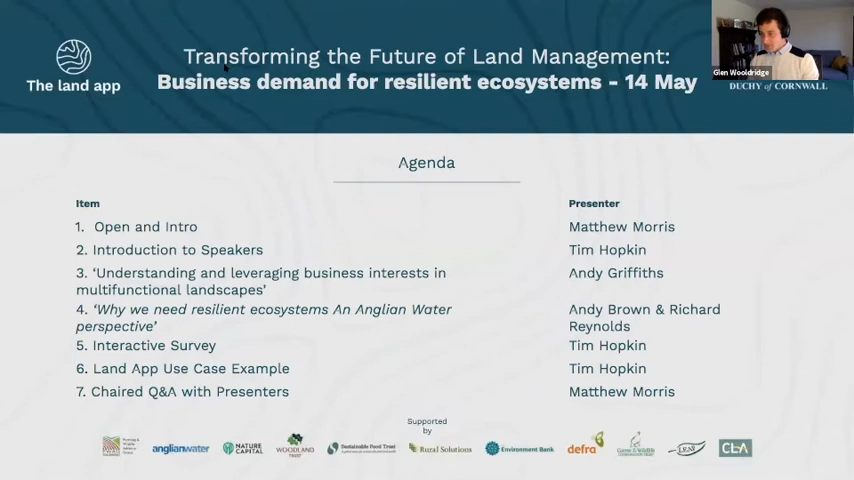 Transforming the Future of Land Management:
Business demand for resilient ecosystems - 14 May
The land app
Glen Wooldridge
DUCHY of CORNWALL
Agenda
Item Presenter
1. Open and Intro Matthew Morris
2. Introduction to Speakers Tim Hopkin
3. ‘Understanding and leveraging business interests in Andy Griffiths
multifunctional landscapes’
4. ‘Why we need resilient ecosystems An Anglian Water Andy Brown & Richard
perspective’ Reynolds
5. Interactive Survey Tim Hopkin
6. Land App Use Case Example Tim Hopkin
7. Chaired Q&A with Presenters Matthew Morris
Supported
by
anglianwater
NATURE
CAPITAL
WOODLAND
TRUST
Sustainable Food Trust
Rural Solutions
Environment Bank
defra
CLA